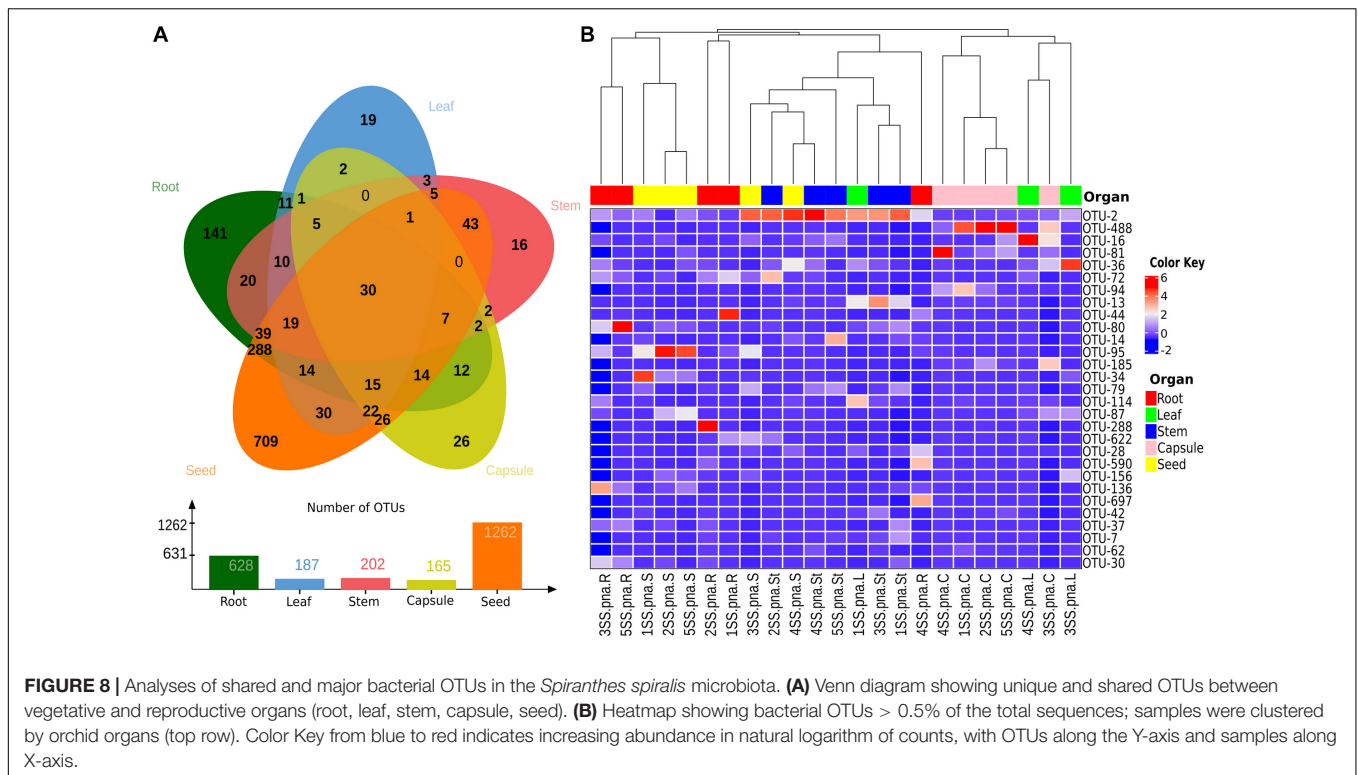 A
Leaf
Root
Stem
Seed
Capsule
19
2
3
0
5
11
1
5
1
43
16
141
10
0
20
30
39
19
7
2
2
288
14
15
14
12
30
22
26
709
26
Number of OTUs
1262
631
628
187
202
165
1262
Root
Leaf
Stem
Capsule
Seed
B
Organ
OTU-2
OTU-488
OTU-16
OTU-81
OTU-36
OTU-72
OTU-94
OTU-13
OTU-44
OTU-80
OTU-14
OTU-95
OTU-185
OTU-34
OTU-79
OTU-114
OTU-87
OTU-288
OTU-622
OTU-28
OTU-590
OTU-156
OTU-136
OTU-697
OTU-42
OTU-37
OTU-7
OTU-62
OTU-30
Color Key
6
4
2
0
-2
Organ
Root
Leaf
Stem
Capsule
Seed
3SS.pna.R
5SS.pna.R
1SS.pna.S
2SS.pna.S
5SS.pna.S
2SS.pna.R
1SS.pna.R
3SS.pna.S
2SS.pna.St
4SS.pna.S
4SS.pna.St
5SS.pna.St
1SS.pna.L
3SS.pna.St
1SS.pna.St
4SS.pna.R
4SS.pna.C
1SS.pna.C
2SS.pna.C
5SS.pna.C
4SS.pna.L
3SS.pna.C
3SS.pna.L
FIGURE 8 | Analyses of shared and major bacterial OTUs in the Spiranthes spiralis microbiota. (A) Venn diagram showing unique and shared OTUs between
vegetative and reproductive organs (root, leaf, stem, capsule, seed). (B) Heatmap showing bacterial OTUs > 0.5% of the total sequences; samples were clustered
by orchid organs (top row). Color Key from blue to red indicates increasing abundance in natural logarithm of counts, with OTUs along the Y-axis and samples along
X-axis.